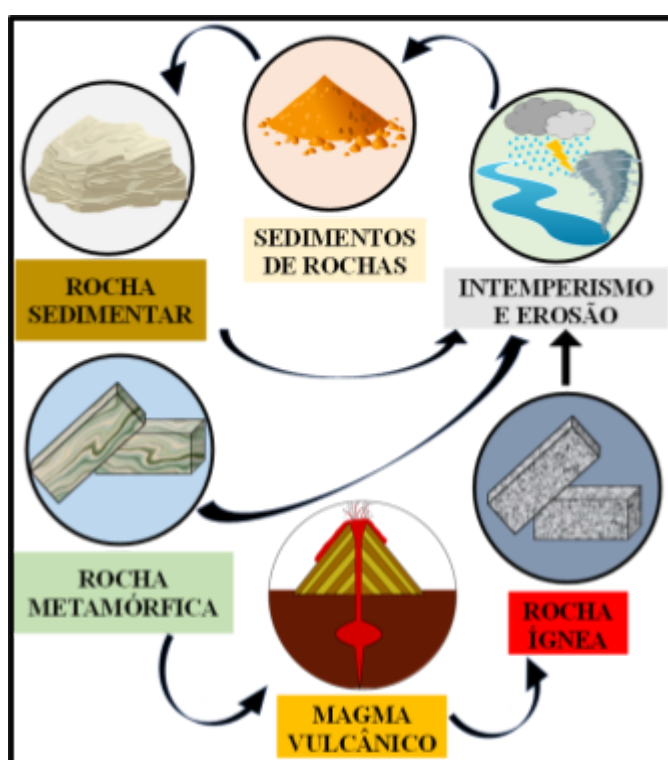 SEDIMENTOS
DE ROCHAS
ROCHA
SEDIMENTAR
INTEMPERISMO
E EROSÃO
ROCHA
METAMÓRFICA
ROCHA
ÍGNEA
MAGMA
VULCÂNICO